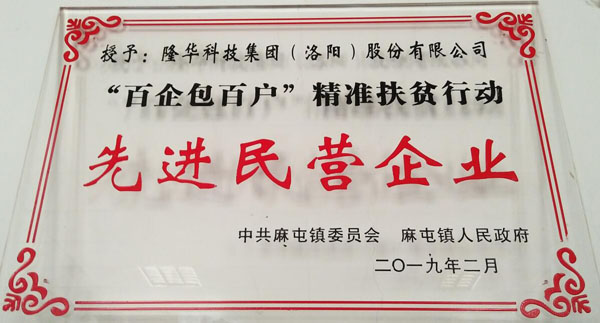 授予：隆华科技集团（洛阳）股份有限公司
“百企包百户”精准扶贫行动
先进民营企业
中共麻屯镇委员会 麻屯镇人民政府
二〇一九年二月